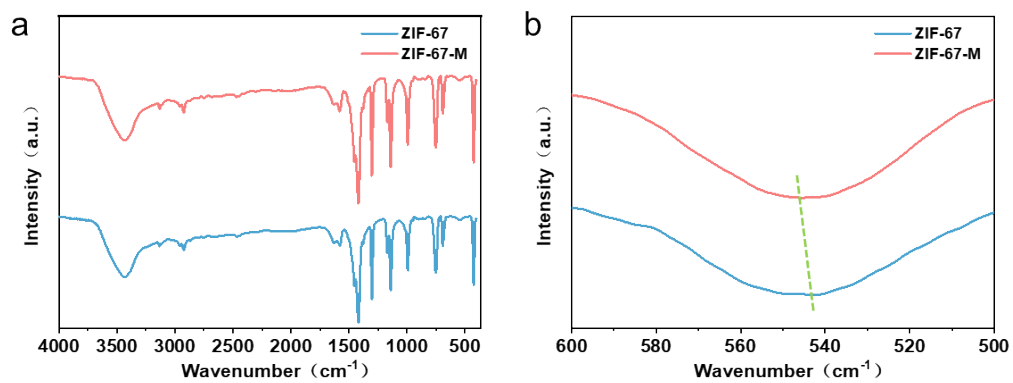 a
ZIF-67
ZIF-67-M
Intensity（a.u.）
4000 3500 3000 2500 2000 1500 1000 500
Wavenumber（cm⁻¹）
b
ZIF-67
ZIF-67-M
Intensity（a.u.）
600 580 560 540 520 500
Wavenumber（cm⁻¹）